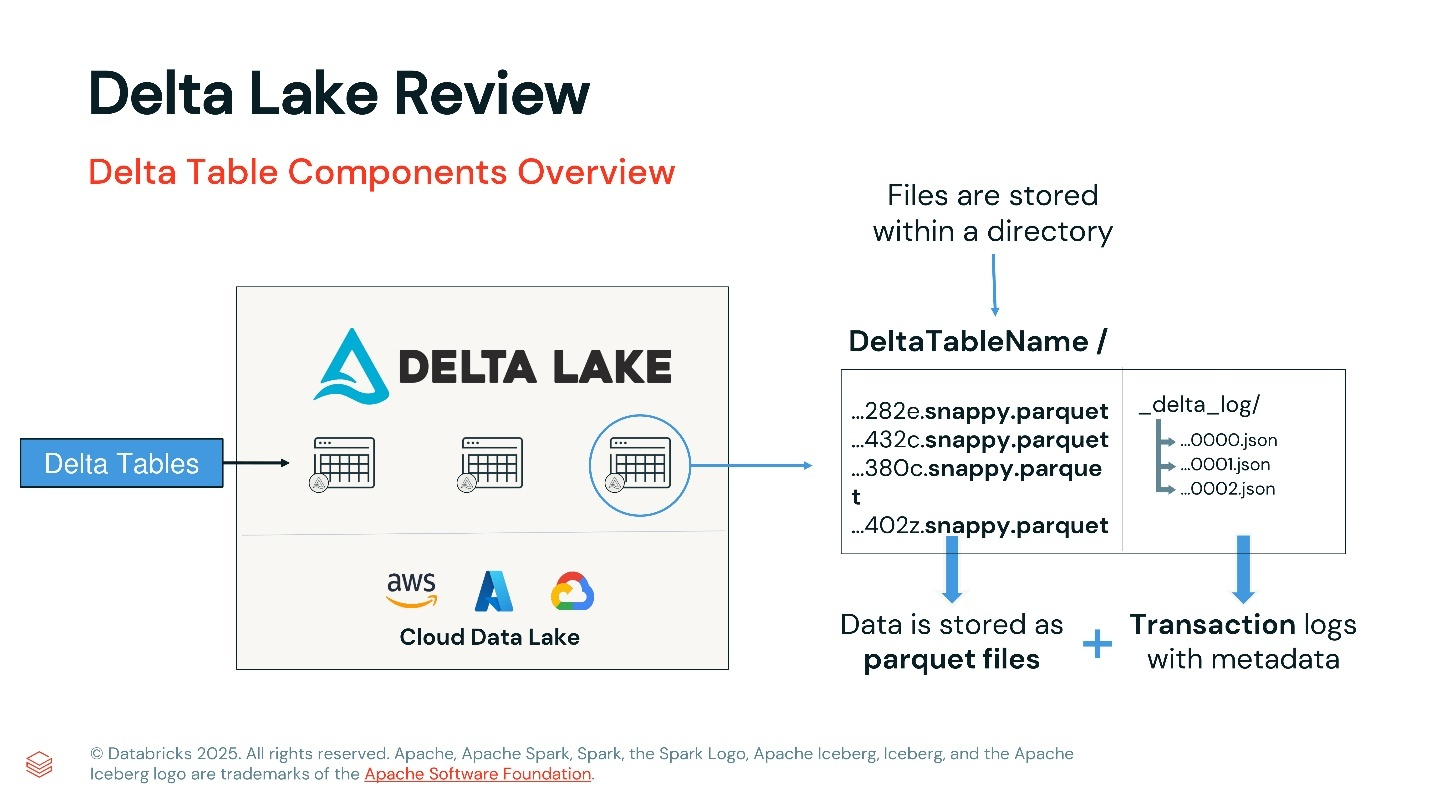 Delta Lake Review
Delta Table Components Overview
Files are stored
within a directory
DeltaTableName /
DELTA LAKE
Delta Tables
aws
Cloud Data Lake
...282e.snappy.parquet
...432c.snappy.parquet
...380c.snappy.parque
t
...402z.snappy.parquet
_delta_log/
...0000.json
...0001.json
...0002.json
Data is stored as
parquet files
+
Transaction logs
with metadata
© Databricks 2025. All rights reserved. Apache, Apache Spark, Spark, the Spark Logo, Apache Iceberg, Iceberg, and the Apache
Iceberg logo are trademarks of the Apache Software Foundation.